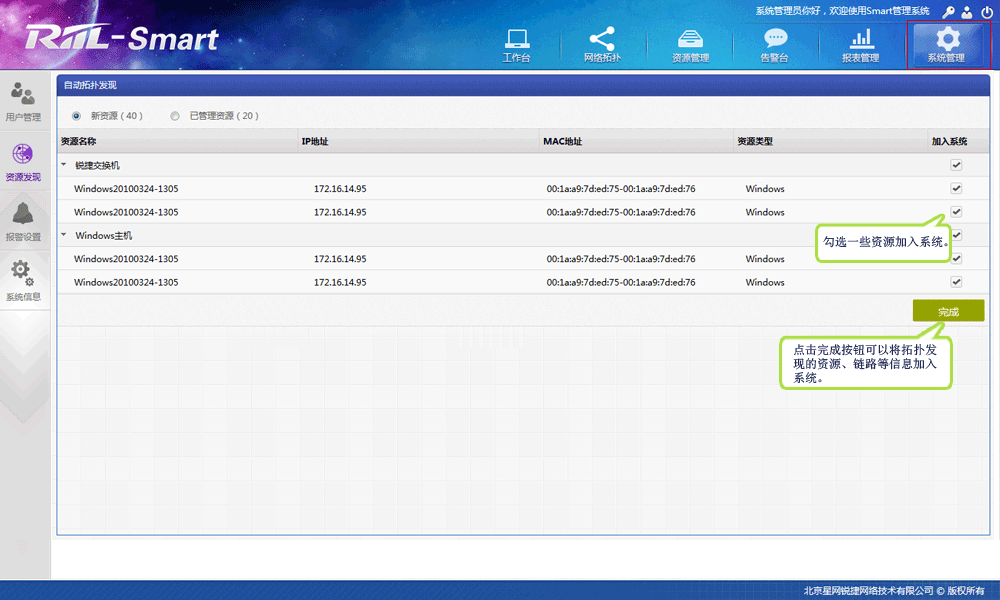 系统管理员你好，欢迎使用Smart管理系统
RIIL-Smart
工作台
网络拓扑
资源管理
告警台
报表管理
系统管理
用户管理
资源发现
报警设置
系统信息
自动拓扑发现
新资源（40） 已管理资源（20）
资源名称 IP地址 MAC地址 资源类型 加入系统
锐捷交换机
Windows20100324-1305 172.16.14.95 00:1a:a9:7d:ed:75-00:1a:a9:7d:ed:76 Windows
Windows20100324-1305 172.16.14.95 00:1a:a9:7d:ed:75-00:1a:a9:7d:ed:76 Windows
Windows主机
勾选一些资源加入系统。
Windows20100324-1305 172.16.14.95 00:1a:a9:7d:ed:75-00:1a:a9:7d:ed:76 Windows
Windows20100324-1305 172.16.14.95 00:1a:a9:7d:ed:75-00:1a:a9:7d:ed:76 Windows
完成
点击完成按钮可以将拓扑发
现的资源、链路等信息加入
系统。
北京星网锐捷网络技术有限公司 © 版权所有